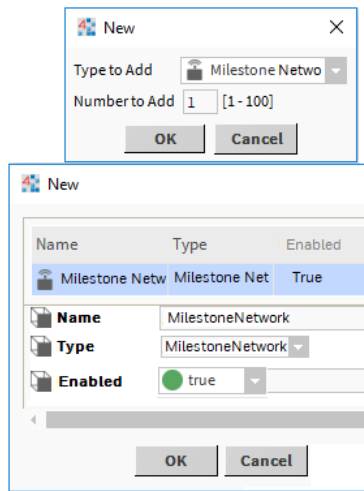 New
Type to Add Milestone Netwo
Number to Add 1 [1 - 100]
OK Cancel
New
Name Type Enabled
Milestone Netw Milestone Net True
Name MilestoneNetwork
Type MilestoneNetwork
Enabled true
OK Cancel